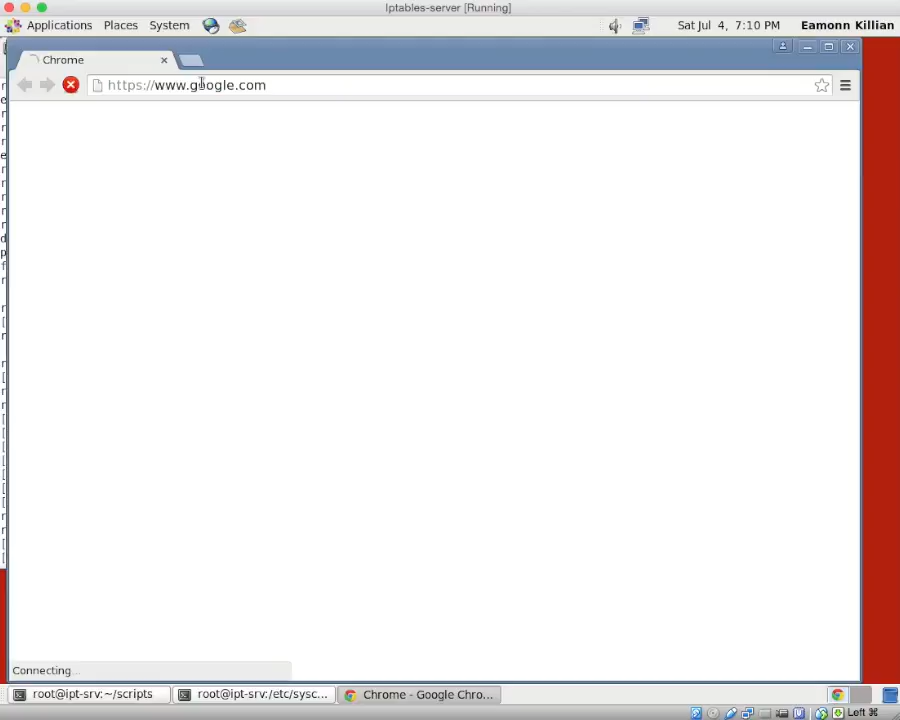 Iptables-server [Running]
Applications Places System Sat Jul 4, 7:10 PM Eamonn Killian
Chrome
https://www.google.com
Connecting...
root@ipt-srv:~/scripts root@ipt-srv:/etc/sysc... Chrome - Google Chro...
Left ⌘